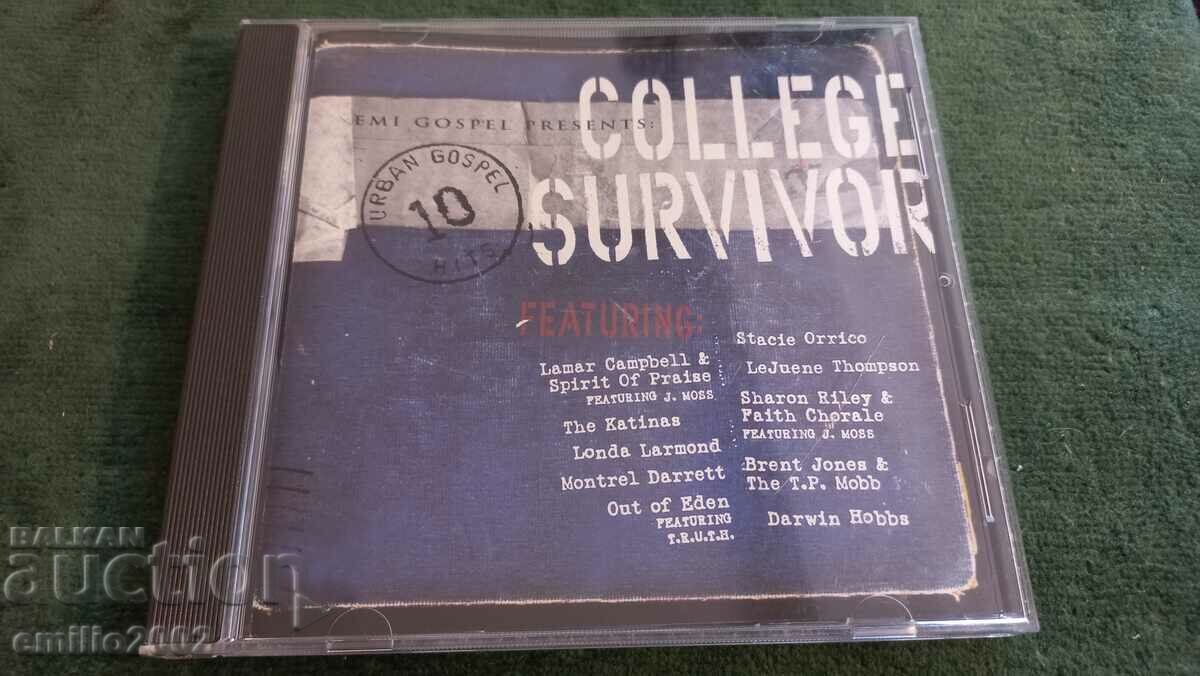 EMI GOSPEL PRESENTS:
COLLEGE
SURVIVOR
URBAN GOSPEL
10
HITS
FEATURING:
Lamar Campbell &
Spirit Of Praise
FEATURING J. MOSS
The Katinas
Londa Larmond
Montrel Darrett
Out of Eden
FEATURING
T.R.U.T.H.
Stacie Orrico
LeJuene Thompson
Sharon Riley &
Faith Chorale
FEATURING J. MOSS
Brent Jones &
The T.P. Mobb
Darwin Hobbs
BALKAN
auction
emilio2002